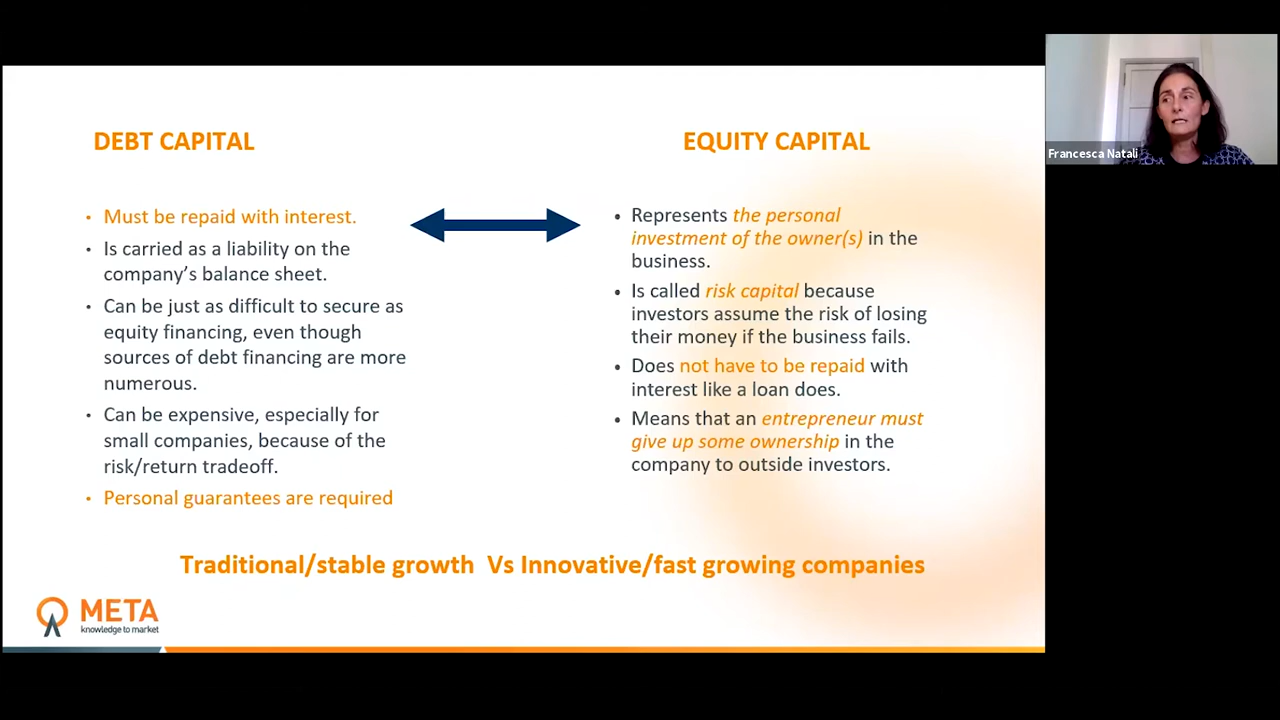 DEBT CAPITAL
• Must be repaid with interest.
• Is carried as a liability on the
company's balance sheet.
• Can be just as difficult to secure as
equity financing, even though
sources of debt financing are more
numerous.
• Can be expensive, especially for
small companies, because of the
risk/return tradeoff.
• Personal guarantees are required
EQUITY CAPITAL
• Represents the personal
investment of the owner(s) in the
business.
• Is called risk capital because
investors assume the risk of losing
their money if the business fails.
• Does not have to be repaid with
interest like a loan does.
• Means that an entrepreneur must
give up some ownership in the
company to outside investors.
Traditional/stable growth Vs Innovative/fast growing companies
META
knowledge to market
Francesca Natali